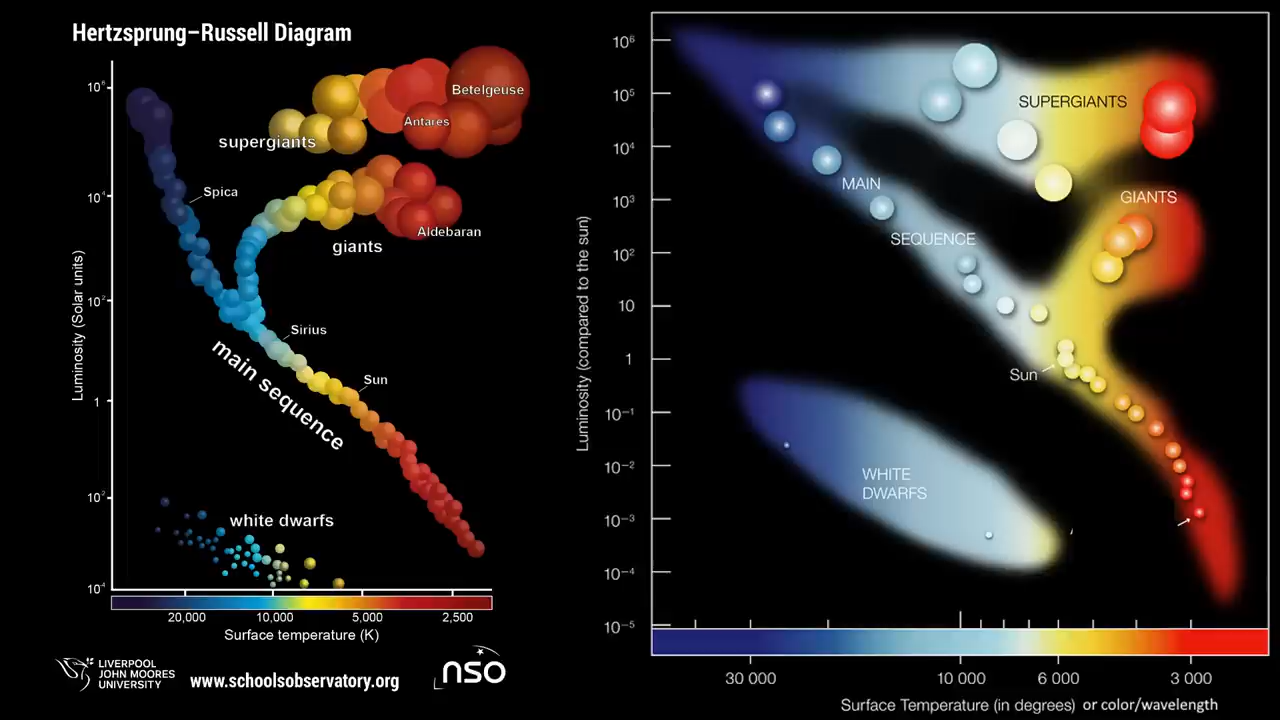 Hertzsprung–Russell Diagram
10⁶
Betelgeuse
Antares
supergiants
10⁴
Spica
Aldebaran
giants
Luminosity (Solar units)
10²
Sirius
main sequence
Sun
1
10²
white dwarfs
10⁻⁴
20,000 10,000 5,000 2,500
Surface temperature (K)
LIVERPOOL
JOHN MOORES
UNIVERSITY
www.schoolsobservatory.org
nso
10⁶
10⁵
SUPERGIANTS
10⁴
MAIN
10³
GIANTS
SEQUENCE
10²
Luminosity (compared to the sun)
10
1
Sun
10⁻¹
10⁻²
WHITE
DWARFS
10⁻³
10⁻⁴
10⁻⁵
30 000 10 000 6 000 3 000
Surface Temperature (in degrees) or color/wavelength